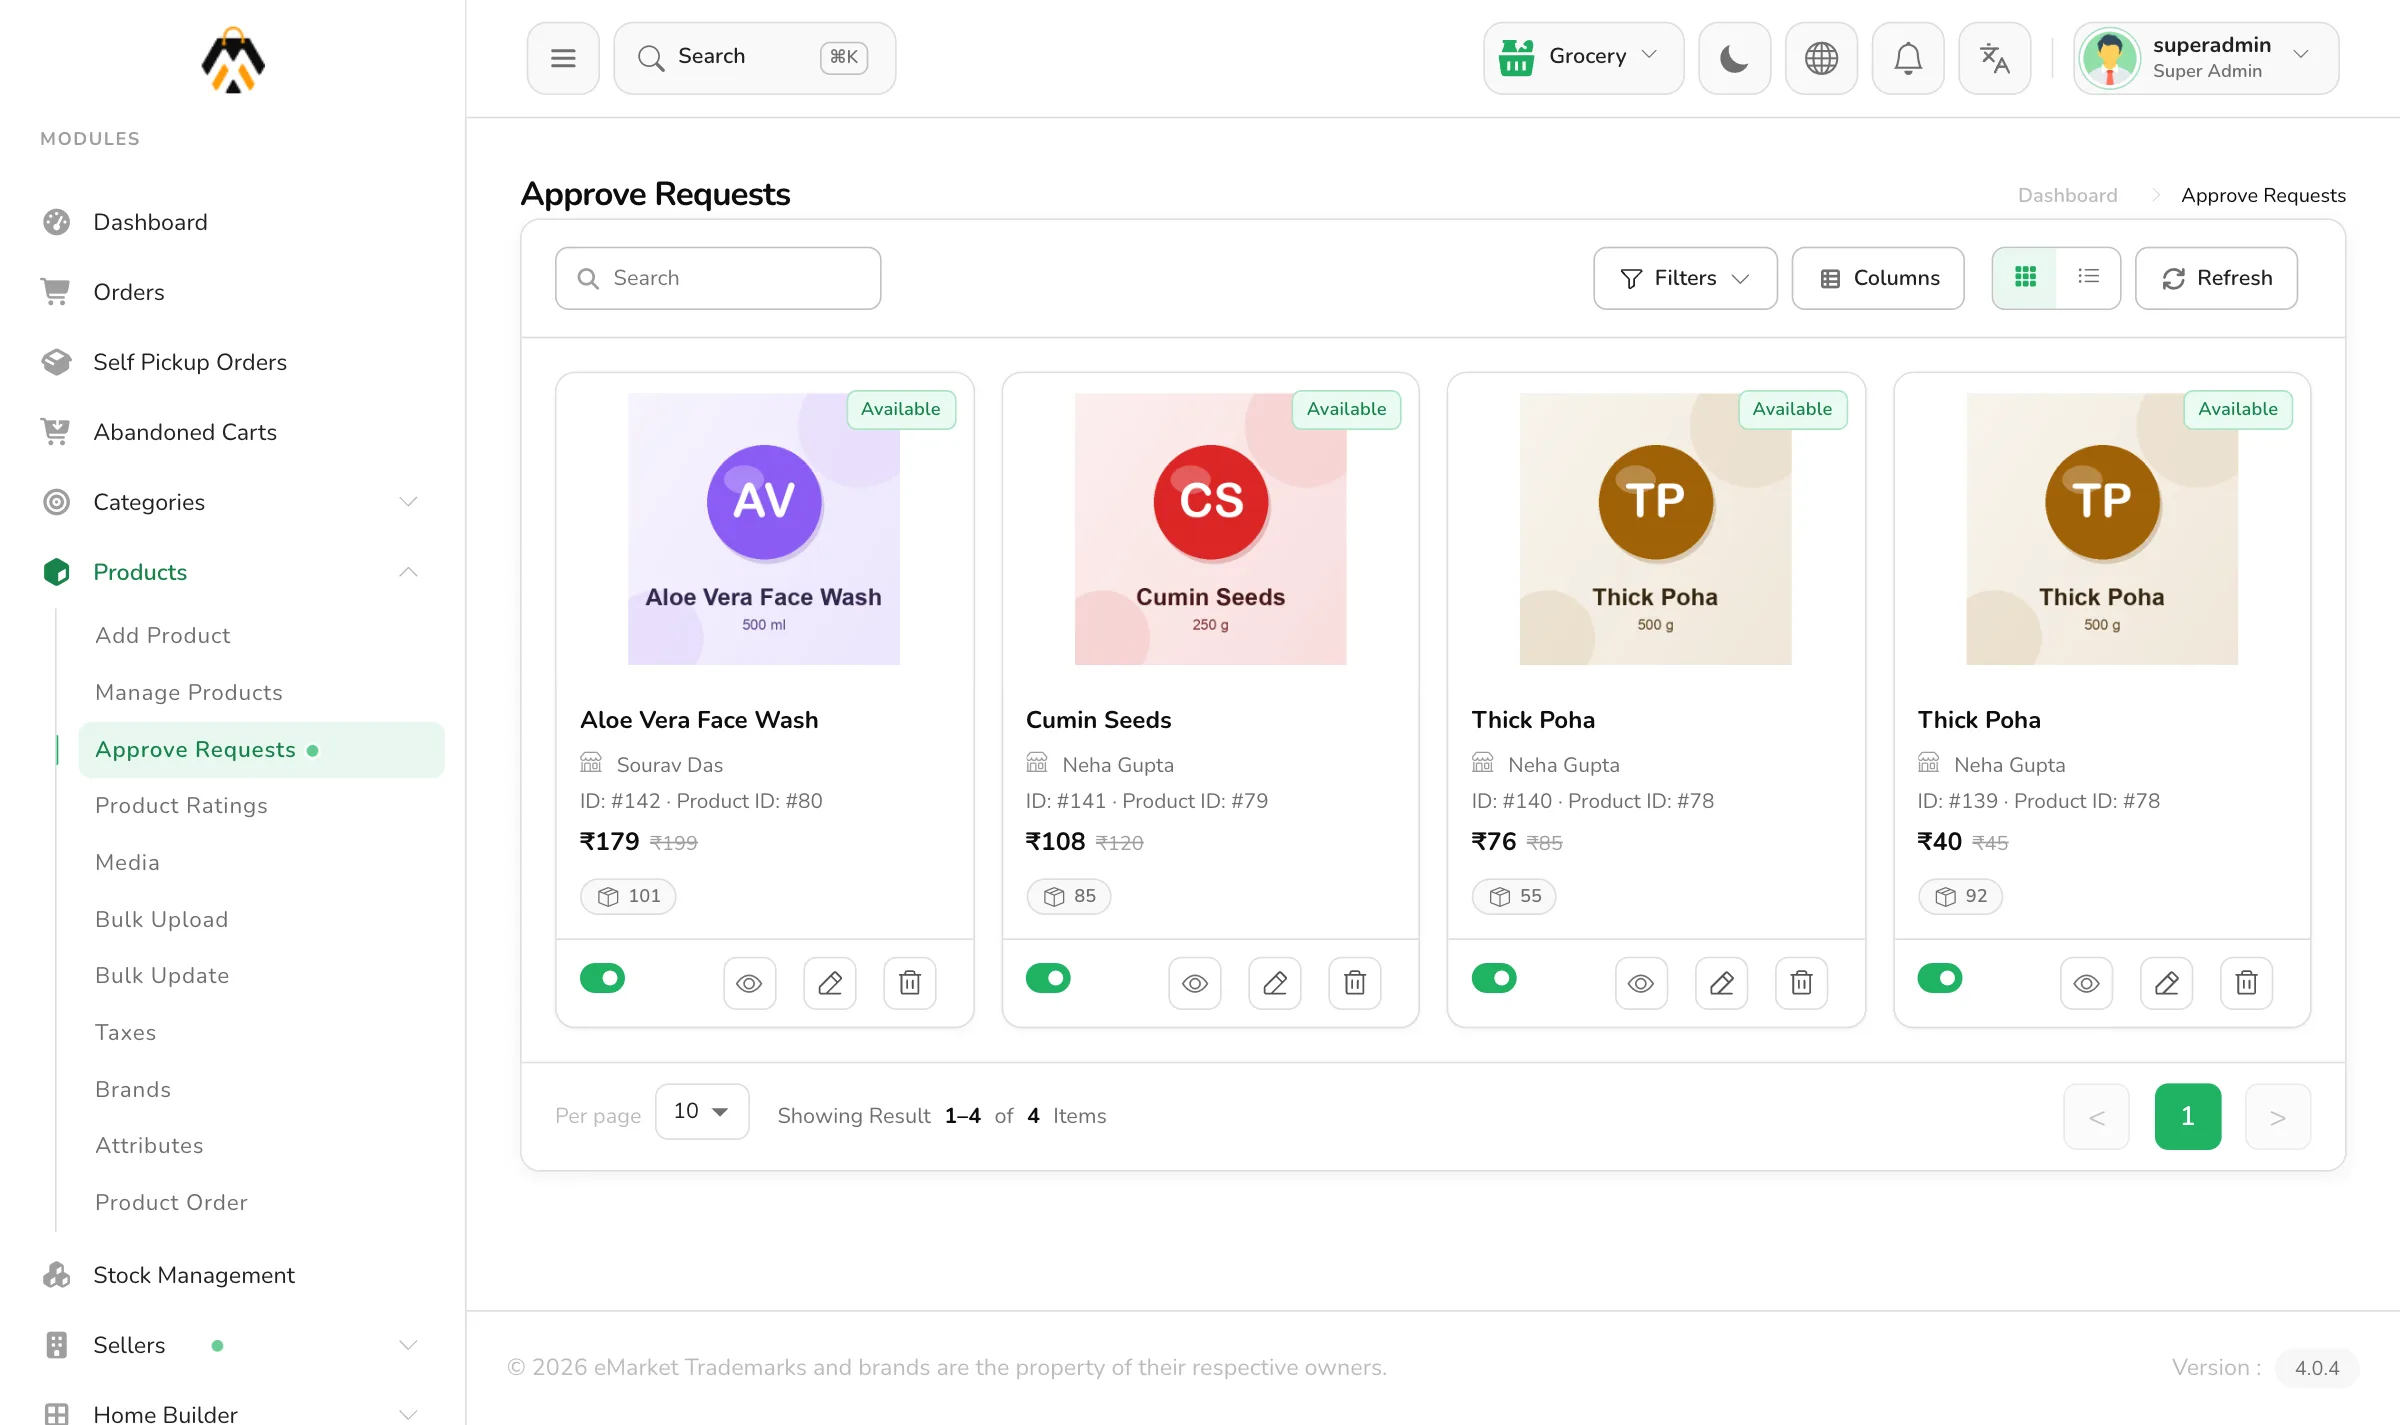 MODULES
Dashboard
Orders
Self Pickup Orders
Abandoned Carts
Categories
Products
Add Product
Manage Products
Approve Requests
Product Ratings
Media
Bulk Upload
Bulk Update
Taxes
Brands
Attributes
Product Order
Stock Management
Sellers
Home Builder
Search ⌘K
Grocery
superadmin
Super Admin
Approve Requests
Dashboard > Approve Requests
Search
Filters
Columns
Refresh
Available
AV
Aloe Vera Face Wash
500 ml
Aloe Vera Face Wash
Sourav Das
ID: #142 · Product ID: #80
₹179 ₹199
101
Available
CS
Cumin Seeds
250 g
Cumin Seeds
Neha Gupta
ID: #141 · Product ID: #79
₹108 ₹120
85
Available
TP
Thick Poha
500 g
Thick Poha
Neha Gupta
ID: #140 · Product ID: #78
₹76 ₹85
55
Available
TP
Thick Poha
500 g
Thick Poha
Neha Gupta
ID: #139 · Product ID: #78
₹40 ₹45
92
Per page 10 Showing Result 1–4 of 4 Items
< 1 >
© 2026 eMarket Trademarks and brands are the property of their respective owners.
Version : 4.0.4